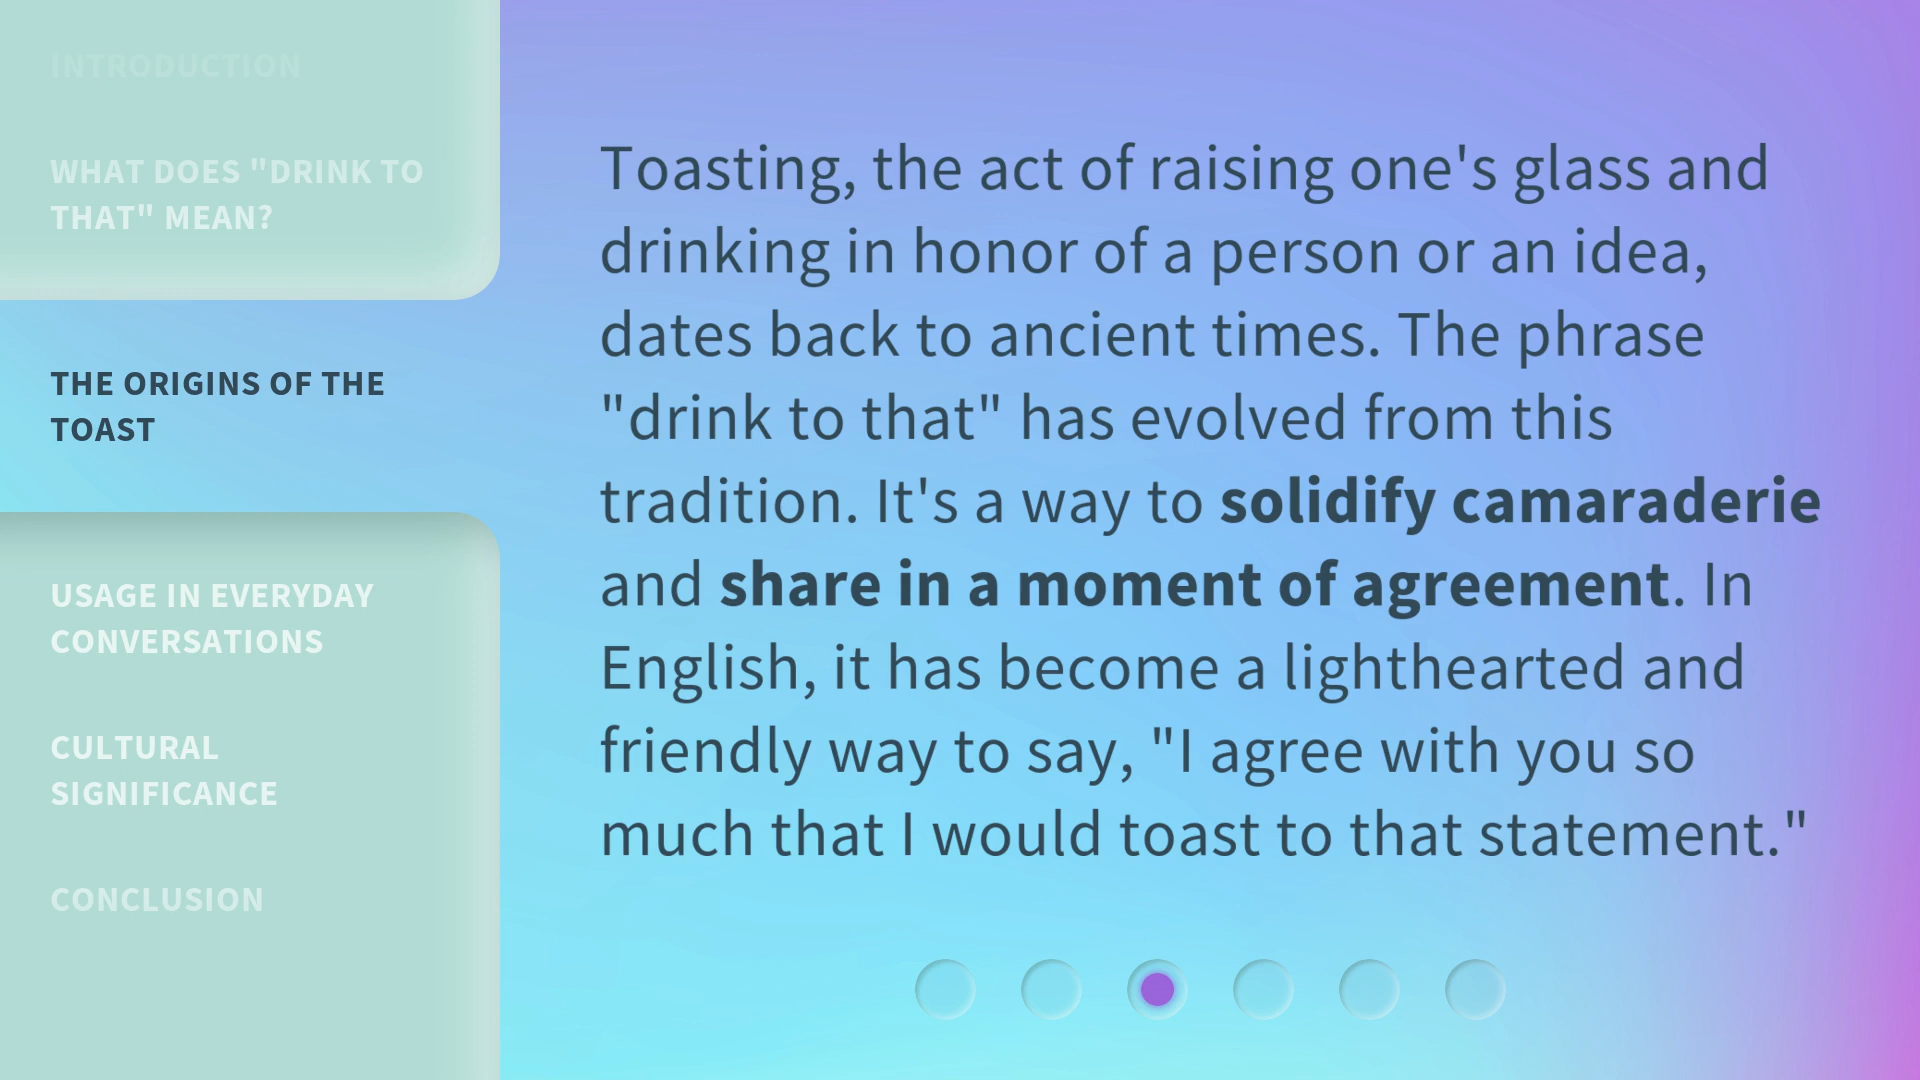 INTRODUCTION
WHAT DOES "DRINK TO
THAT" MEAN?
THE ORIGINS OF THE
TOAST
USAGE IN EVERYDAY
CONVERSATIONS
CULTURAL
SIGNIFICANCE
CONCLUSION
Toasting, the act of raising one's glass and
drinking in honor of a person or an idea,
dates back to ancient times. The phrase
"drink to that" has evolved from this
tradition. It's a way to solidify camaraderie
and share in a moment of agreement. In
English, it has become a lighthearted and
friendly way to say, "I agree with you so
much that I would toast to that statement."